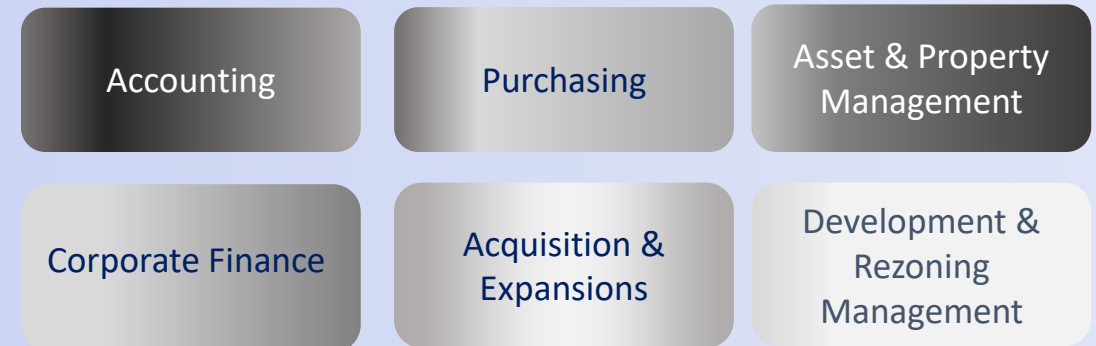 Accounting
Purchasing
Asset & Property
Management
Corporate Finance
Acquisition &
Expansions
Development &
Rezoning
Management